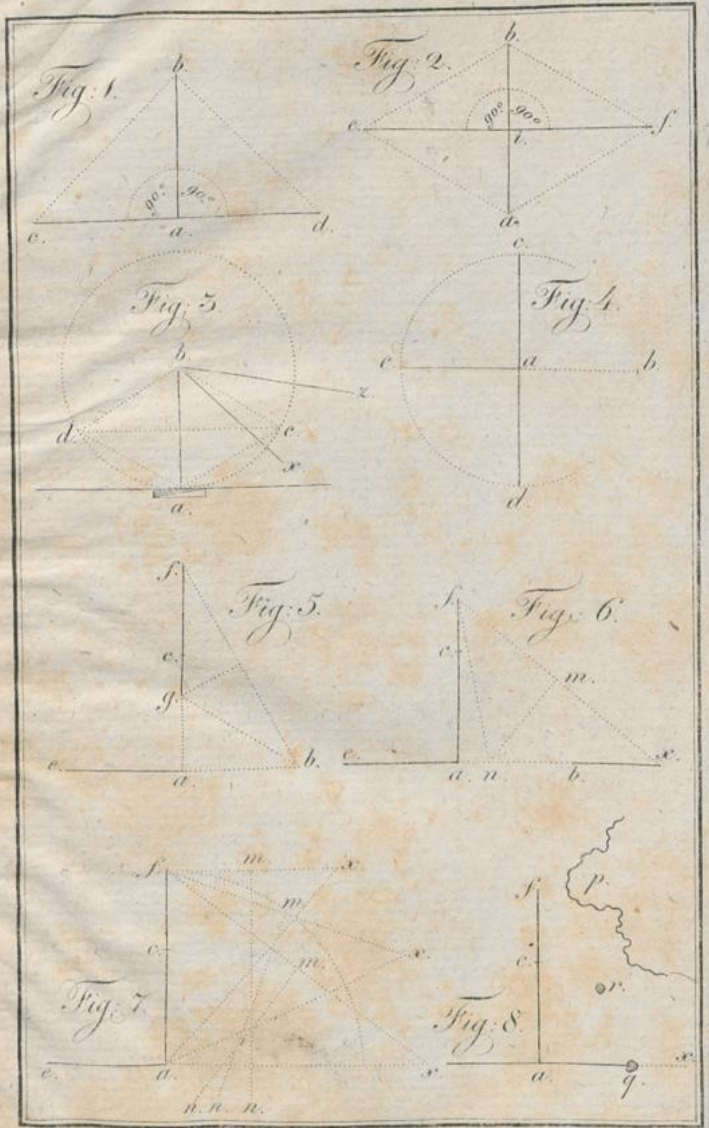 Fig: 1.
b.
90.° 90.°
c. a. d.
Fig: 2.
b.
90.° 90.°
e. i. f.
a.
Fig: 3
b
z.
d. c.
x.
a.
c.
Fig: 4.
e a b.
d.
f.
Fig: 5.
c.
g.
e. a. b.
f.
Fig: 6.
c.
m.
e. a. n. b. x.
f. m. x.
m.
c. m. x.
Fig: 7.
i
e. a. x.
n. n. n.
p.
f.
c.
r.
Fig: 8.
a. q. x.